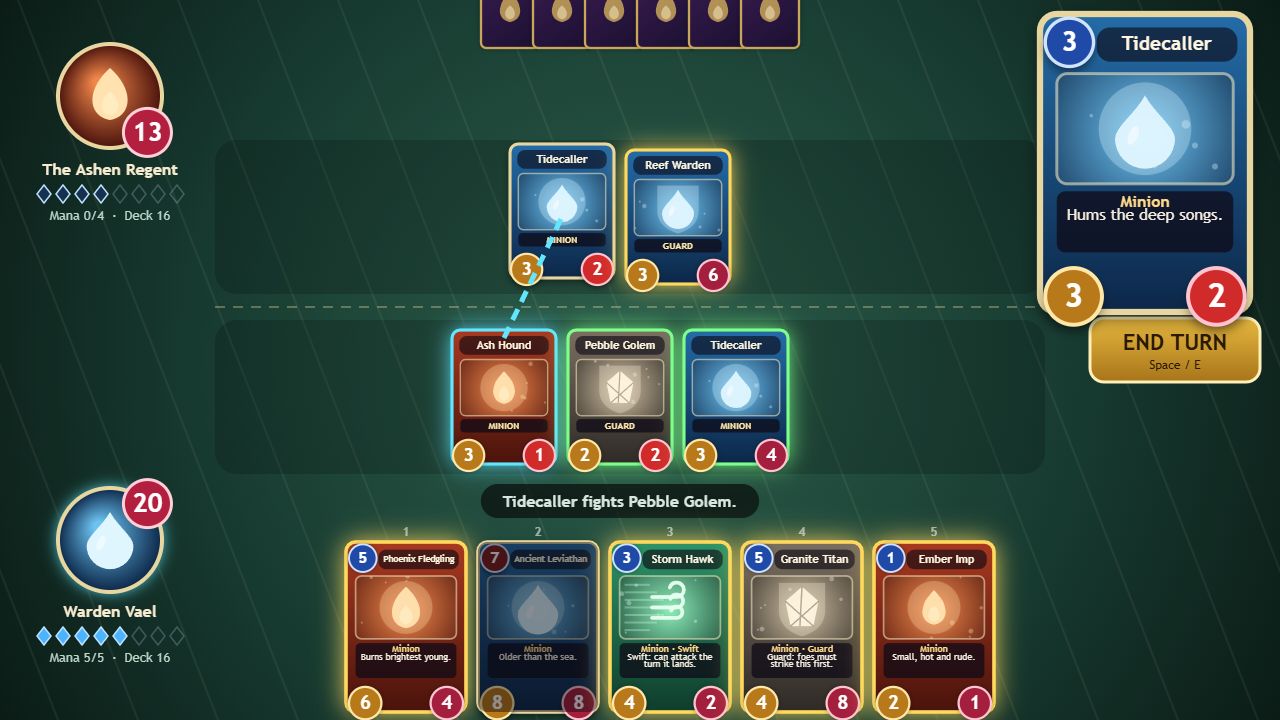 13
The Ashen Regent
Mana 0/4 · Deck 16
Tidecaller
MINION
3
2
Reef Warden
GUARD
3
6
3
Tidecaller
Minion
Hums the deep songs.
3
2
END TURN
Space / E
Ash Hound
MINION
3
1
Pebble Golem
GUARD
2
2
Tidecaller
MINION
3
4
Tidecaller fights Pebble Golem.
20
Warden Vael
Mana 5/5 · Deck 16
1
5
Phoenix Fledgling
Minion
Burns brightest young.
6
4
2
7
Ancient Leviathan
Minion
Older than the sea.
8
8
3
3
Storm Hawk
Minion • Swift
Swift: can attack the
turn it lands.
4
2
4
5
Granite Titan
Minion • Guard
Guard: foes must
strike this first.
4
8
5
1
Ember Imp
Minion
Small, hot and rude.
2
1